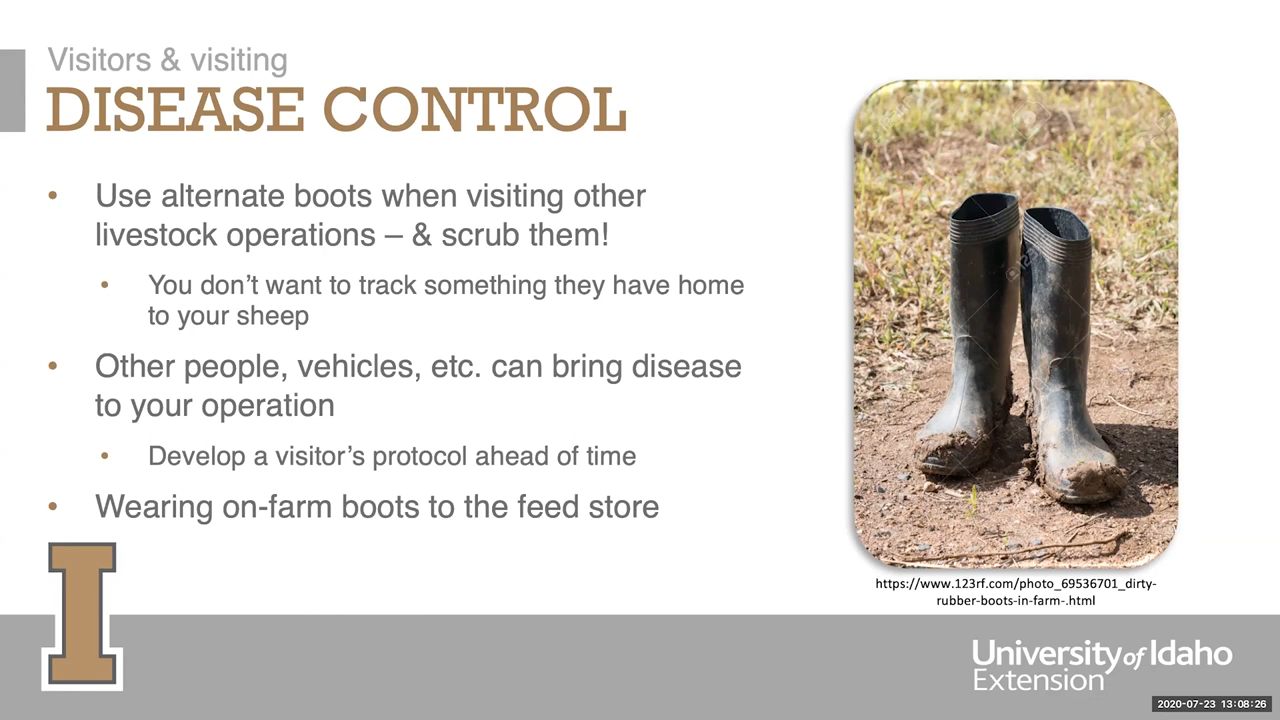 Visitors & visiting
DISEASE CONTROL
• Use alternate boots when visiting other
livestock operations – & scrub them!
• You don’t want to track something they have home
to your sheep
• Other people, vehicles, etc. can bring disease
to your operation
• Develop a visitor’s protocol ahead of time
• Wearing on-farm boots to the feed store
https://www.123rf.com/photo_69536701_dirty-
rubber-boots-in-farm-.html
I
University of Idaho
Extension
2020-07-23 13:08:26